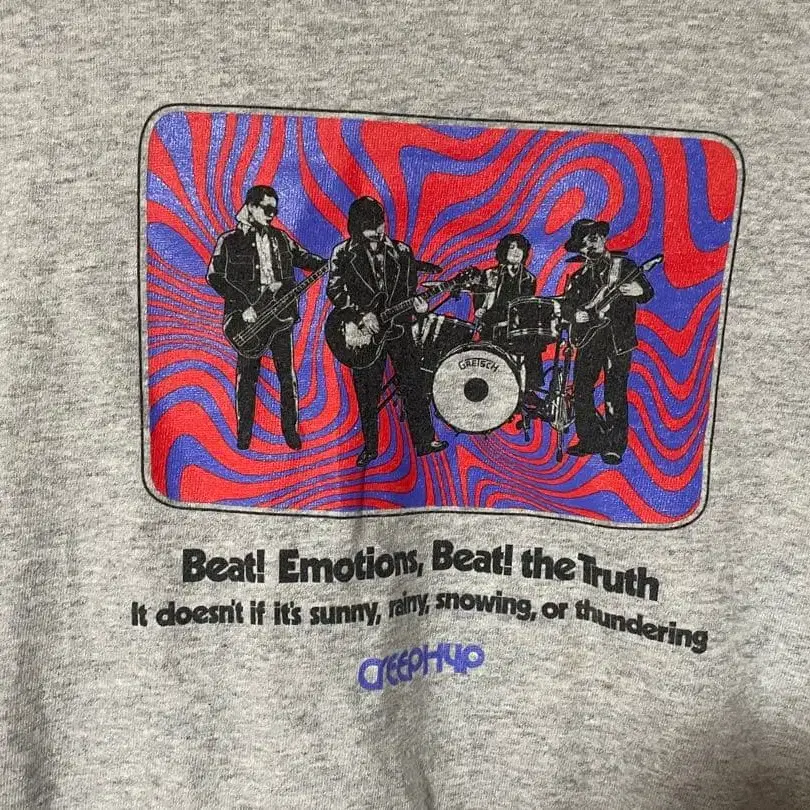 GRETSCH
Beat! Emotions, Beat! the Truth
It doesn't if it's sunny, rainy, snowing, or thundering
CreepHyp